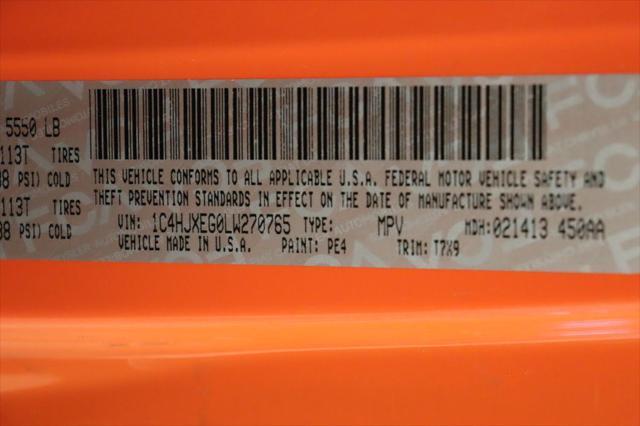 5550 LB
113T TIRES
PSI) COLD
113T TIRES
PSI) COLD
THIS VEHICLE CONFORMS TO ALL APPLICABLE U.S.A. FEDERAL MOTOR VEHICLE SAFETY AND
THEFT PREVENTION STANDARDS IN EFFECT ON THE DATE OF MANUFACTURE SHOWN ABOVE.
VIN: 1C4HJXEG0LW270765 TYPE: MPV MDH: 021413 450AA
VEHICLE MADE IN U.S.A. PAINT: PE4 TRIM: T7X9